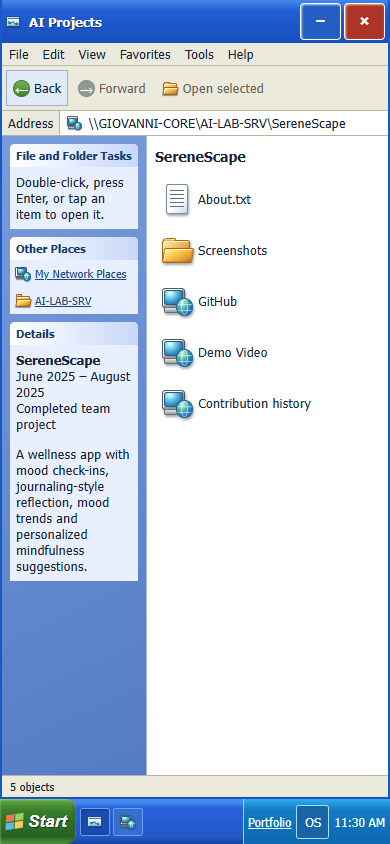 AI Projects
File Edit View Favorites Tools Help
Back Forward Open selected
Address \\GIOVANNI-CORE\AI-LAB-SRV\SereneScape
File and Folder Tasks
Double-click, press
Enter, or tap an
item to open it.
Other Places
My Network Places
AI-LAB-SRV
Details
SereneScape
June 2025 – August
2025
Completed team
project
A wellness app with
mood check-ins,
journaling-style
reflection, mood
trends and
personalized
mindfulness
suggestions.
SereneScape
About.txt
Screenshots
GitHub
Demo Video
Contribution history
5 objects
Start Portfolio OS 11:30 AM